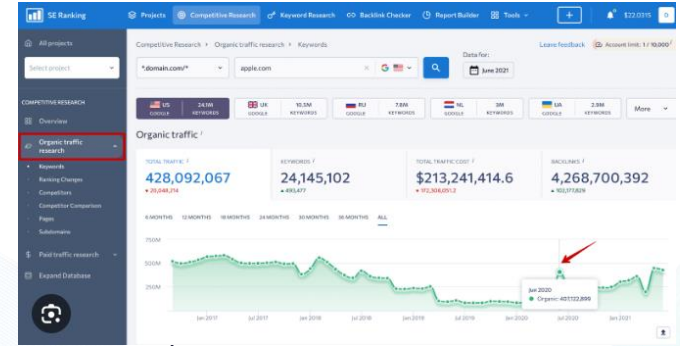 SE Ranking
Projects
Competitive Research
Keyword Research
Backlink Checker
Report Builder
Tools
+
$22.0315
D
All projects
Select project
COMPETITIVE RESEARCH
Overview
Organic traffic
research
Keywords
Ranking Changes
Competitors
Competitor Comparison
Pages
Subdomains
Paid traffic research
Expand Database
Competitive Research > Organic traffic research > Keywords
Leave feedback
Account limit: 1 / 10,000
Data for:
*.domain.com/*
apple.com
June 2021
US
GOOGLE
24.1M
KEYWORDS
UK
GOOGLE
10.5M
KEYWORDS
RU
GOOGLE
7.8M
KEYWORDS
NL
GOOGLE
3M
KEYWORDS
UA
GOOGLE
2.9M
KEYWORDS
More
Organic traffic
TOTAL TRAFFIC
428,092,067
KEYWORDS
24,145,102
TOTAL TRAFFIC COST
$213,241,414.6
BACKLINKS
4,268,700,392
6 MONTHS 12 MONTHS 18 MONTHS 24 MONTHS 30 MONTHS 36 MONTHS ALL
750M
500M
250M
Jun 2020
Organic:
Jan 2017 Jul 2017 Jan 2018 Jul 2018 Jan 2019 Jul 2019 Jan 2020 Jul 2020 Jan 2021